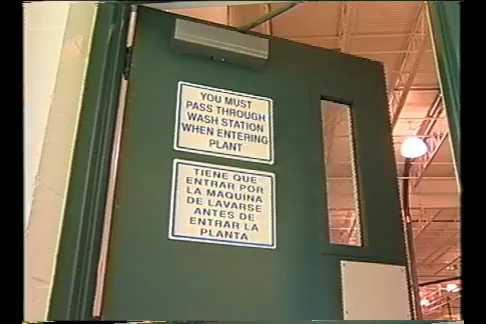 YOU MUST
PASS THROUGH
WASH STATION
WHEN ENTERING
PLANT
TIENE QUE
ENTRAR POR
LA MAQUINA
DE LAVARSE
ANTES DE
ENTRAR LA
PLANTA